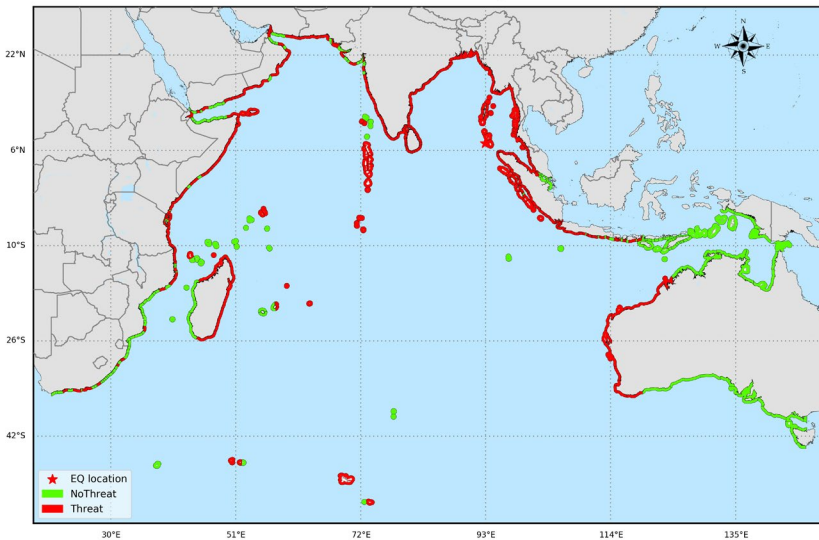 N
W E
S
22°N
6°N
10°S
26°S
42°S
EQ location
NoThreat
Threat
30°E 51°E 72°E 93°E 114°E 135°E